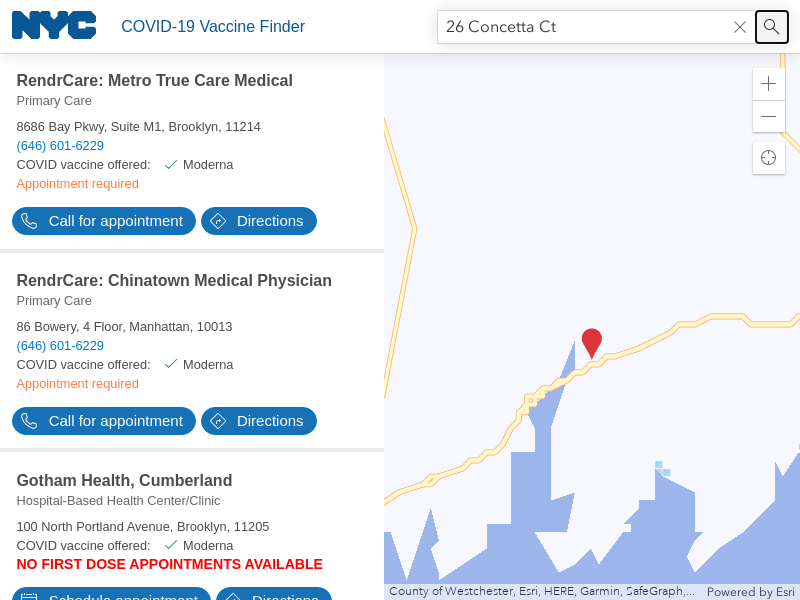 NYC
COVID-19 Vaccine Finder
26 Concetta Ct
RendrCare: Metro True Care Medical
Primary Care
8686 Bay Pkwy, Suite M1, Brooklyn, 11214
(646) 601-6229
COVID vaccine offered: Moderna
Appointment required
Call for appointment
Directions
RendrCare: Chinatown Medical Physician
Primary Care
86 Bowery, 4 Floor, Manhattan, 10013
(646) 601-6229
COVID vaccine offered: Moderna
Appointment required
Call for appointment
Directions
Gotham Health, Cumberland
Hospital-Based Health Center/Clinic
100 North Portland Avenue, Brooklyn, 11205
COVID vaccine offered: Moderna
NO FIRST DOSE APPOINTMENTS AVAILABLE
Schedule appointment
Directions
County of Westchester, Esri, HERE, Garmin, SafeGraph,...
Powered by Esri